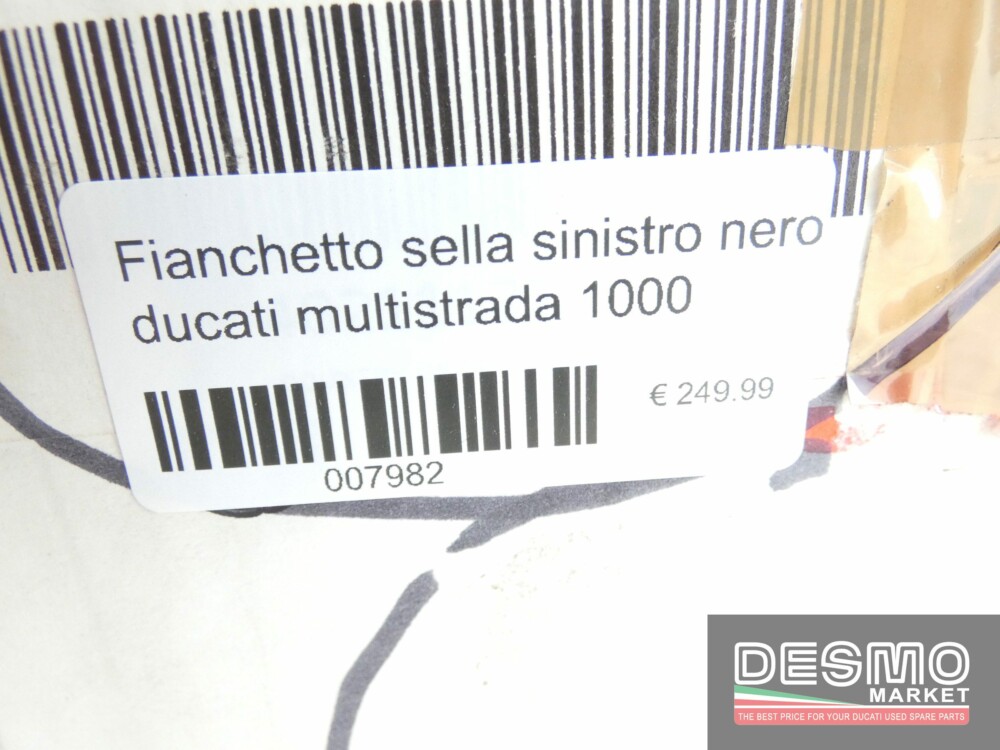 Fianchetto sella sinistro nero
ducati multistrada 1000
€ 249.99
007982
DESMO
MARKET
THE BEST PRICE FOR YOUR DUCATI USED SPARE PARTS